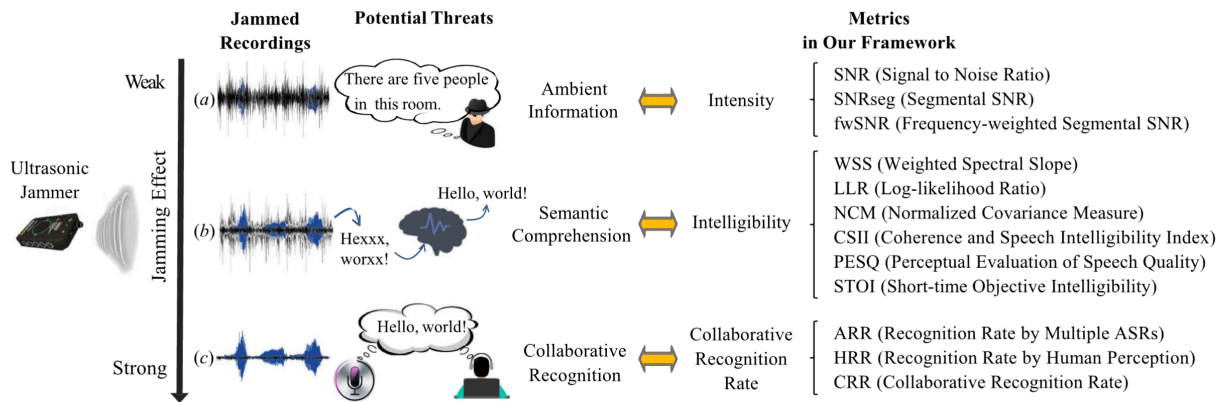 Jammed
Recordings
Potential Threats
Metrics
in Our Framework
Weak
(a)
There are five people
in this room.
Ambient
Information
Intensity
SNR (Signal to Noise Ratio)
SNRseg (Segmental SNR)
fwSNR (Frequency-weighted Segmental SNR)
Ultrasonic
Jammer
Jamming Effect
(b)
Hexxx,
worxx!
Hello, world!
Semantic
Comprehension
Intelligibility
WSS (Weighted Spectral Slope)
LLR (Log-likelihood Ratio)
NCM (Normalized Covariance Measure)
CSII (Coherence and Speech Intelligibility Index)
PESQ (Perceptual Evaluation of Speech Quality)
STOI (Short-time Objective Intelligibility)
Strong
(c)
Hello, world!
Collaborative
Recognition
Collaborative
Recognition
Rate
ARR (Recognition Rate by Multiple ASRs)
HRR (Recognition Rate by Human Perception)
CRR (Collaborative Recognition Rate)